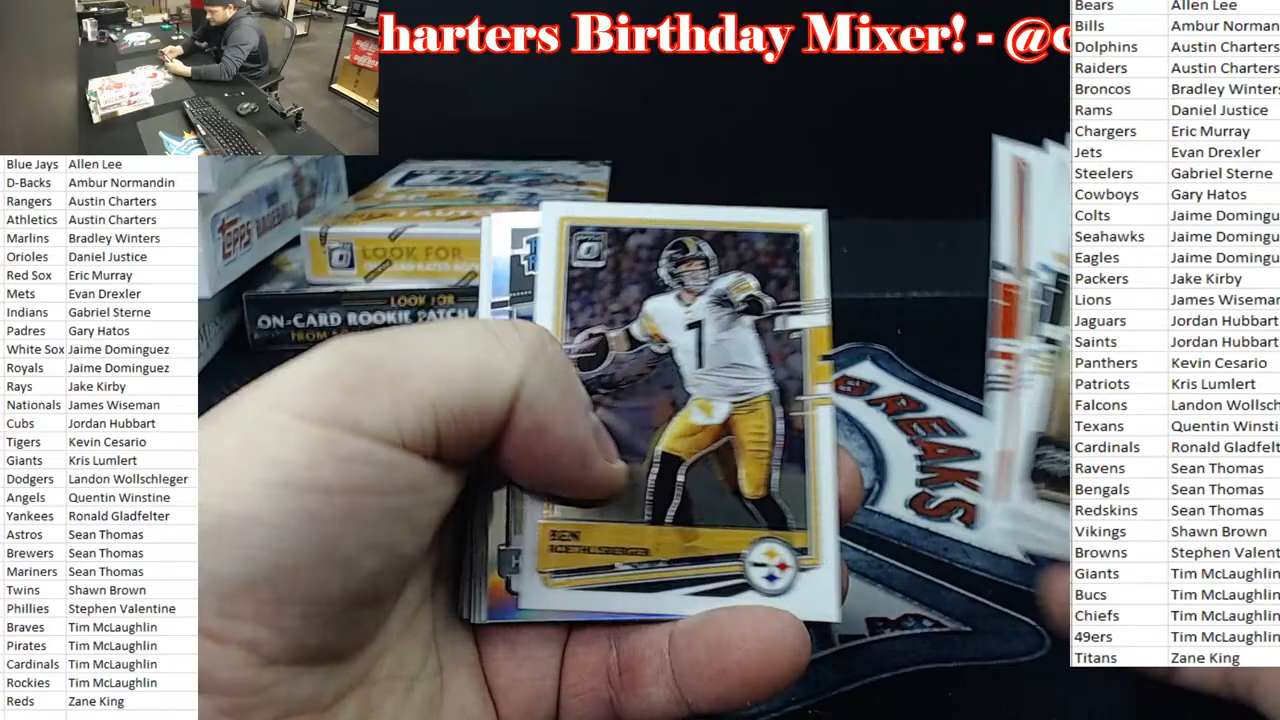 harters Birthday Mixer! - @c
Blue Jays Allen Lee
D-Backs Ambur Normandin
Rangers Austin Charters
Athletics Austin Charters
Marlins Bradley Winters
Orioles Daniel Justice
Red Sox Eric Murray
Mets Evan Drexler
Indians Gabriel Sterne
Padres Gary Hatos
White Sox Jaime Dominguez
Royals Jaime Dominguez
Rays Jake Kirby
Nationals James Wiseman
Cubs Jordan Hubbart
Tigers Kevin Cesario
Giants Kris Lumlert
Dodgers Landon Wollschleger
Angels Quentin Winstine
Yankees Ronald Gladfelter
Astros Sean Thomas
Brewers Sean Thomas
Mariners Sean Thomas
Twins Shawn Brown
Phillies Stephen Valentine
Braves Tim McLaughlin
Pirates Tim McLaughlin
Cardinals Tim McLaughlin
Rockies Tim McLaughlin
Reds Zane King
TOPPS BASEBALL
LOOK FOR
LOOK FOR
ON-CARD ROOKIE PATCH
7
BEN
BREAKS
Bears Allen Lee
Bills Ambur Norman
Dolphins Austin Charters
Raiders Austin Charters
Broncos Bradley Winters
Rams Daniel Justice
Chargers Eric Murray
Jets Evan Drexler
Steelers Gabriel Sterne
Cowboys Gary Hatos
Colts Jaime Domingu
Seahawks Jaime Domingu
Eagles Jaime Domingu
Packers Jake Kirby
Lions James Wiseman
Jaguars Jordan Hubbart
Saints Jordan Hubbart
Panthers Kevin Cesario
Patriots Kris Lumlert
Falcons Landon Wollsch
Texans Quentin Winsti
Cardinals Ronald Gladfelt
Ravens Sean Thomas
Bengals Sean Thomas
Redskins Sean Thomas
Vikings Shawn Brown
Browns Stephen Valent
Giants Tim McLaughlin
Bucs Tim McLaughlin
Chiefs Tim McLaughlin
49ers Tim McLaughlin
Titans Zane King